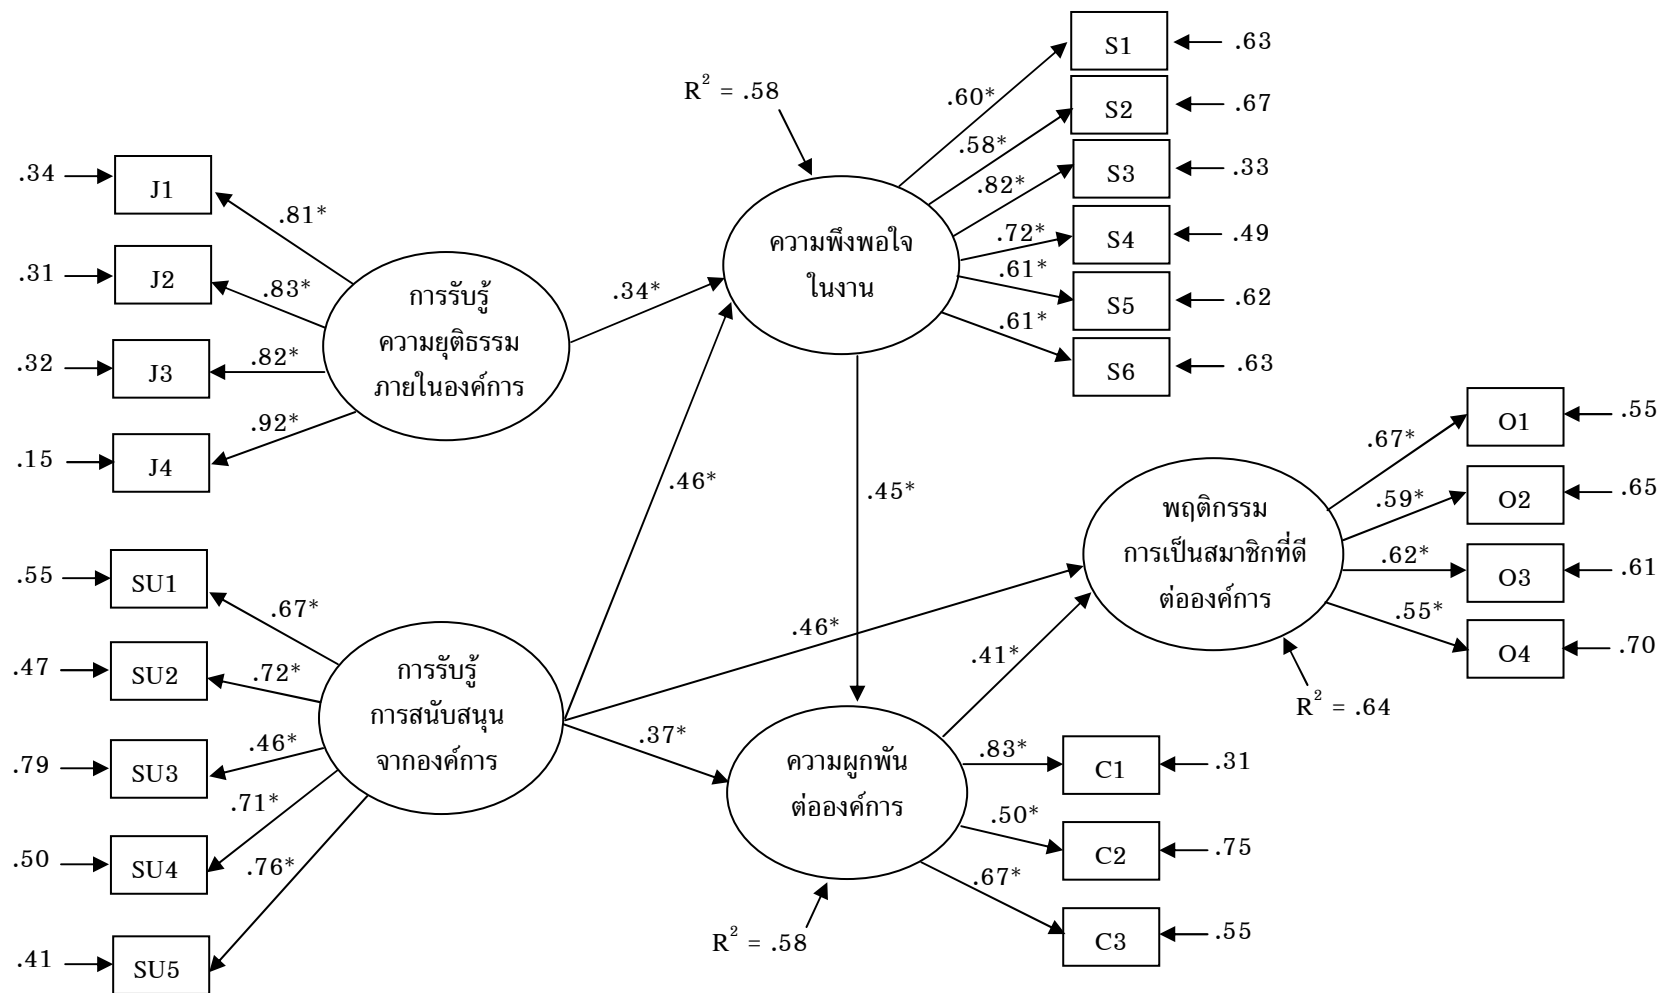 S1
.63
R² = .58
.60*
S2
.67
.58*
J1
.34
S3
.33
.82*
.81*
ความพึงพอใจ
ในงาน
.72*
S4
.49
J2
.31
.83*
การรับรู้
ความยุติธรรม
ภายในองค์การ
.34*
.61*
S5
.62
.61*
S6
.63
J3
.32
.82*
.92*
J4
.15
O1
.55
.67*
.46*
.45*
พฤติกรรม
การเป็นสมาชิกที่ดี
ต่อองค์การ
.59*
O2
.65
.62*
O3
.61
.55*
O4
.70
R² = .64
SU1
.55
.67*
SU2
.47
.72*
การรับรู้
การสนับสนุน
จากองค์การ
.46*
.41*
.37*
ความผูกพัน
ต่อองค์การ
.83*
C1
.31
SU3
.79
.46*
.71*
SU4
.50
.76*
.50*
C2
.75
.67*
C3
.55
R² = .58
SU5
.41